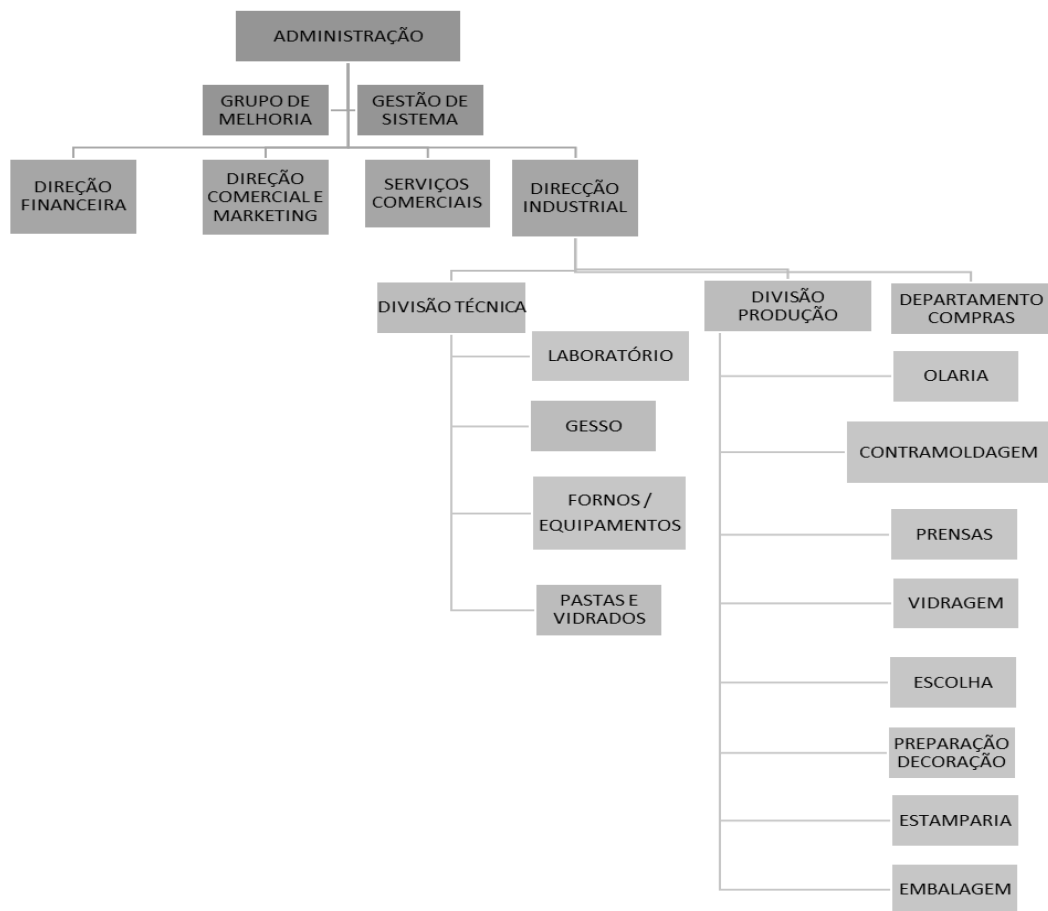 ADMINISTRAÇÃO
GRUPO DE
MELHORIA
GESTÃO DE
SISTEMA
DIREÇÃO
FINANCEIRA
DIREÇÃO
COMERCIAL E
MARKETING
SERVIÇOS
COMERCIAIS
DIRECÇÃO
INDUSTRIAL
DIVISÃO TÉCNICA
DIVISÃO
PRODUÇÃO
DEPARTAMENTO
COMPRAS
LABORATÓRIO
GESSO
FORNOS /
EQUIPAMENTOS
PASTAS E
VIDRADOS
OLARIA
CONTRAMOLDAGEM
PRENSAS
VIDRAGEM
ESCOLHA
PREPARAÇÃO
DECORAÇÃO
ESTAMPARIA
EMBALAGEM